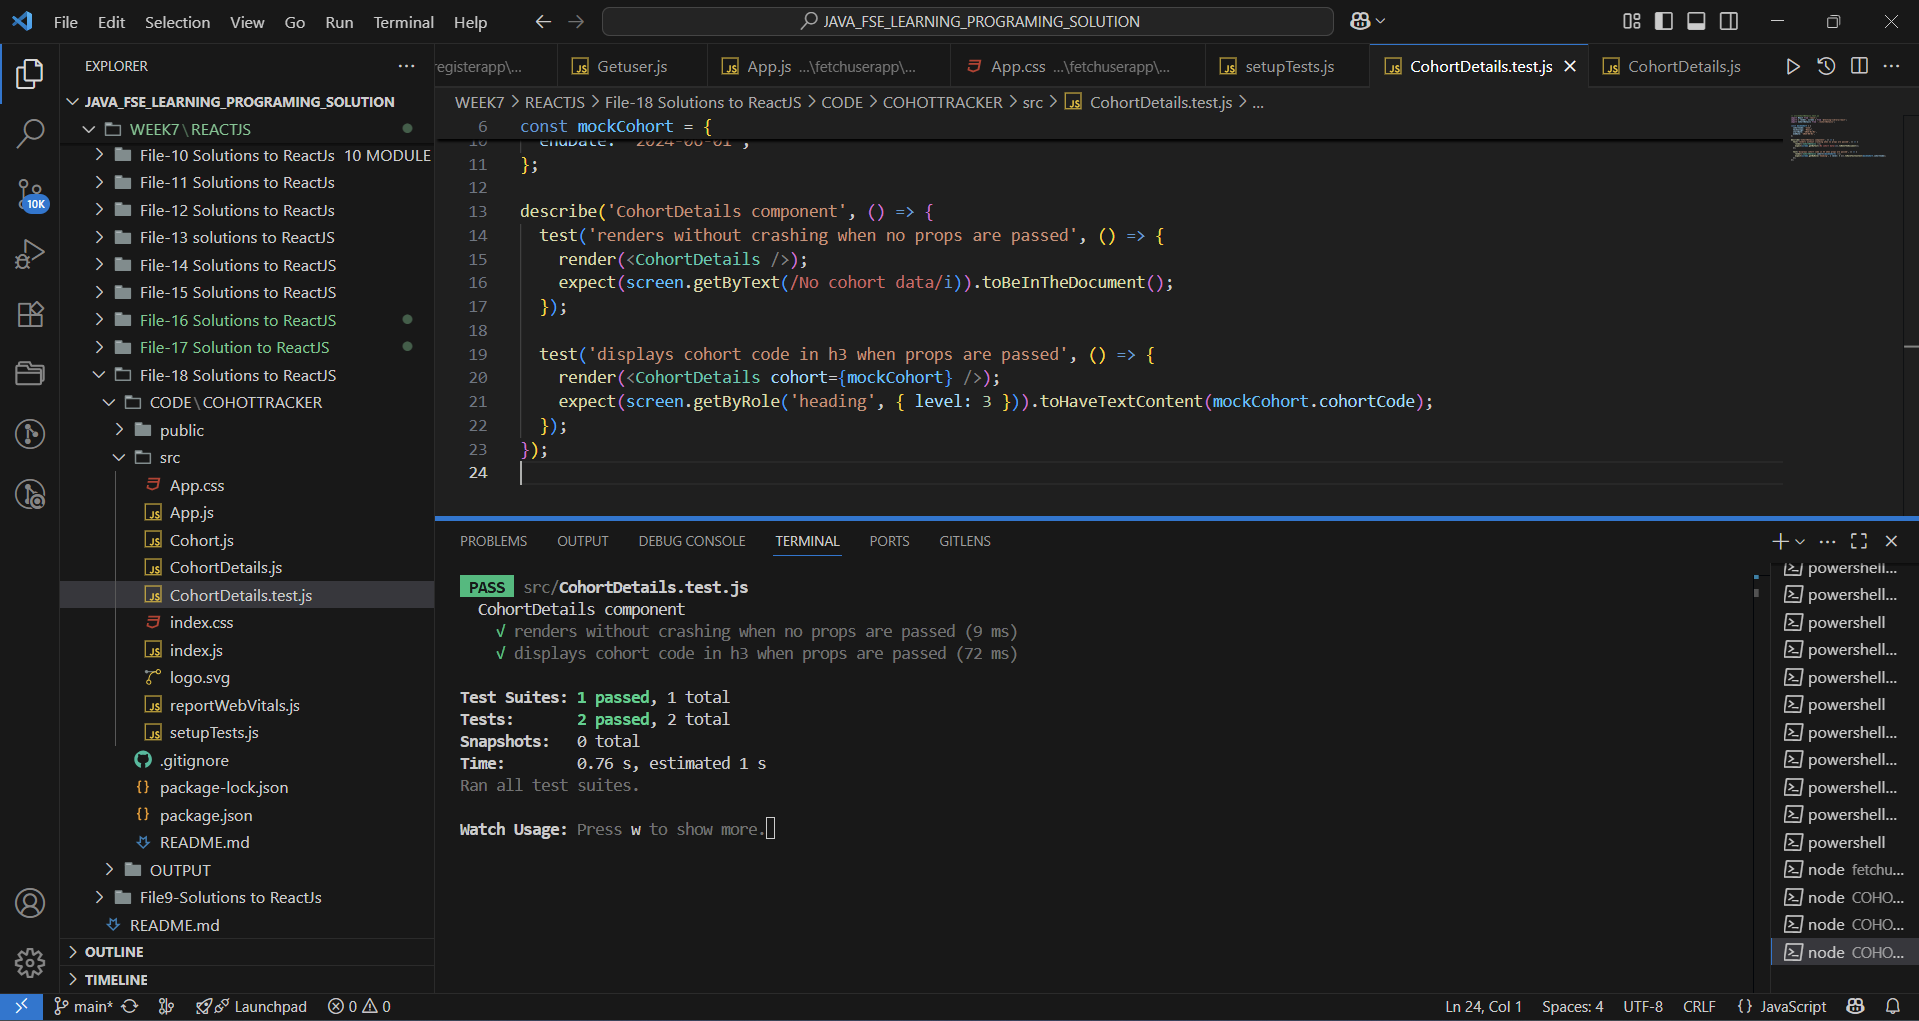 File Edit Selection View Go Run Terminal Help
JAVA_FSE_LEARNING_PROGRAMING_SOLUTION
EXPLORER
JAVA_FSE_LEARNING_PROGRAMING_SOLUTION
WEEK7\REACTJS
File-10 Solutions to ReactJs 10 MODULE
File-11 Solutions to ReactJs
File-12 Solutions to ReactJs
File-13 solutions to ReactJS
File-14 Solutions to ReactJS
File-15 Solutions to ReactJS
File-16 Solutions to ReactJS
File-17 Solution to ReactJS
File-18 Solutions to ReactJS
CODE\COHOTTRACKER
public
src
App.css
App.js
Cohort.js
CohortDetails.js
CohortDetails.test.js
index.css
index.js
logo.svg
reportWebVitals.js
setupTests.js
.gitignore
package-lock.json
package.json
README.md
OUTPUT
File9-Solutions to ReactJs
README.md
OUTLINE
TIMELINE
10K
registerapp\... Getuser.js App.js ...\fetchuserapp\... App.css ...\fetchuserapp\... setupTests.js CohortDetails.test.js CohortDetails.js
WEEK7 > REACTJS > File-18 Solutions to ReactJS > CODE > COHOTTRACKER > src > CohortDetails.test.js > ...
6 const mockCohort = {
10 endDate: '2024-06-01',
11 };
12
13 describe('CohortDetails component', () => {
14 test('renders without crashing when no props are passed', () => {
15 render(<CohortDetails />);
16 expect(screen.getByText(/No cohort data/i)).toBeInTheDocument();
17 });
18
19 test('displays cohort code in h3 when props are passed', () => {
20 render(<CohortDetails cohort={mockCohort} />);
21 expect(screen.getByRole('heading', { level: 3 })).toHaveTextContent(mockCohort.cohortCode);
22 });
23 });
24
PROBLEMS OUTPUT DEBUG CONSOLE TERMINAL PORTS GITLENS
PASS src/CohortDetails.test.js
CohortDetails component
√ renders without crashing when no props are passed (9 ms)
√ displays cohort code in h3 when props are passed (72 ms)
Test Suites: 1 passed, 1 total
Tests: 2 passed, 2 total
Snapshots: 0 total
Time: 0.76 s, estimated 1 s
Ran all test suites.
Watch Usage: Press w to show more.
powershell...
powershell...
powershell
powershell...
powershell...
powershell
powershell...
powershell...
powershell...
powershell...
powershell
node fetchu...
node COHO...
node COHO...
node COHO...
main* Launchpad 0 0
Ln 24, Col 1 Spaces: 4 UTF-8 CRLF {} JavaScript